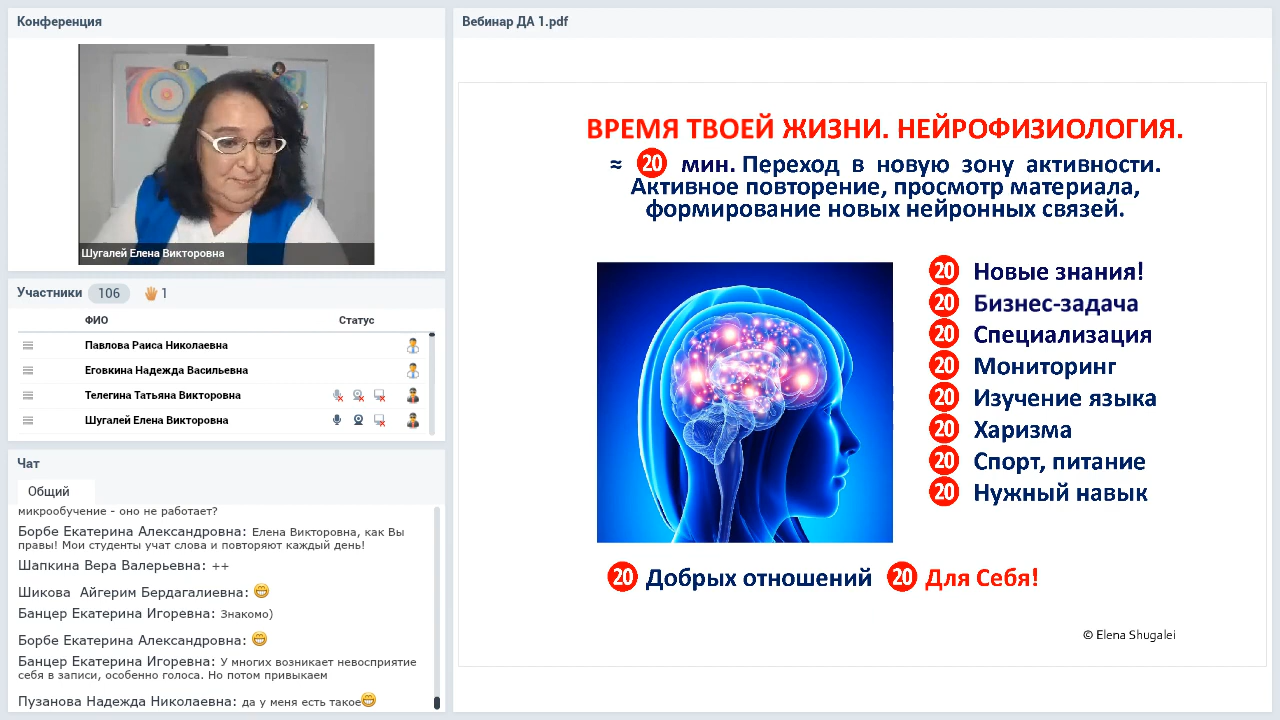 Конференция
Шугалей Елена Викторовна
Участники 106 1
ФИО Статус
Павлова Раиса Николаевна
Еговкина Надежда Васильевна
Телегина Татьяна Викторовна
Шугалей Елена Викторовна
Чат
Общий
микрообучение - оно не работает?
Борбе Екатерина Александровна: Елена Викторовна, как Вы
правы! Мои студенты учат слова и повторяют каждый день!
Шапкина Вера Валерьевна: ++
Шикова Айгерим Бердагалиевна:
Банцер Екатерина Игоревна: Знакомо)
Борбе Екатерина Александровна:
Банцер Екатерина Игоревна: У многих возникает невосприятие
себя в записи, особенно голоса. Но потом привыкаем
Пузанова Надежда Николаевна: да у меня есть такое
Вебинар ДА 1.pdf
ВРЕМЯ ТВОЕЙ ЖИЗНИ. НЕЙРОФИЗИОЛОГИЯ.
≈ 20 мин. Переход в новую зону активности.
Активное повторение, просмотр материала,
формирование новых нейронных связей.
20 Новые знания!
20 Бизнес-задача
20 Специализация
20 Мониторинг
20 Изучение языка
20 Харизма
20 Спорт, питание
20 Нужный навык
20 Добрых отношений 20 Для Себя!
© Elena Shugalei